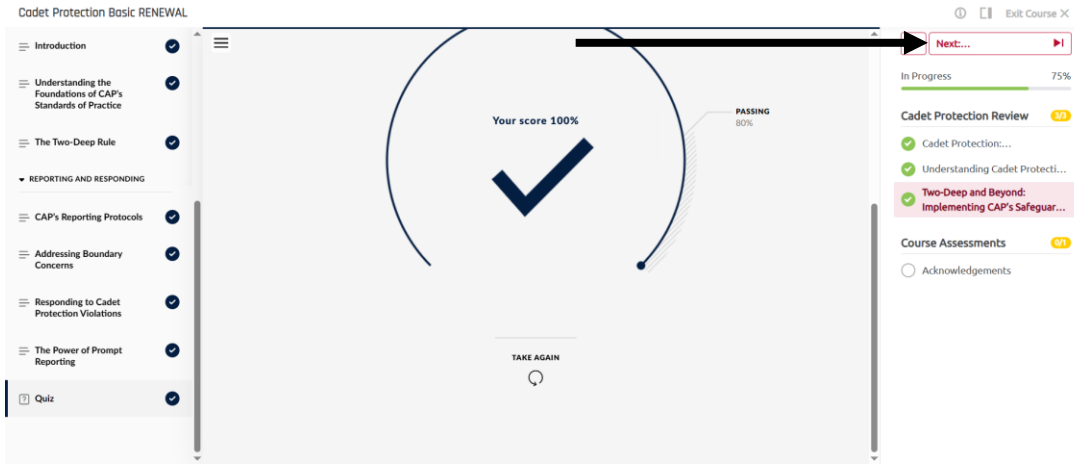 Cadet Protection Basic RENEWAL
Exit Course
Introduction
Understanding the
Foundations of CAP's
Standards of Practice
The Two-Deep Rule
REPORTING AND RESPONDING
CAP's Reporting Protocols
Addressing Boundary
Concerns
Responding to Cadet
Protection Violations
The Power of Prompt
Reporting
Quiz
Your score 100%
PASSING
80%
TAKE AGAIN
Next:...
In Progress 75%
Cadet Protection Review 3/3
Cadet Protection:...
Understanding Cadet Protecti...
Two-Deep and Beyond:
Implementing CAP's Safeguar...
Course Assessments 0/1
Acknowledgements